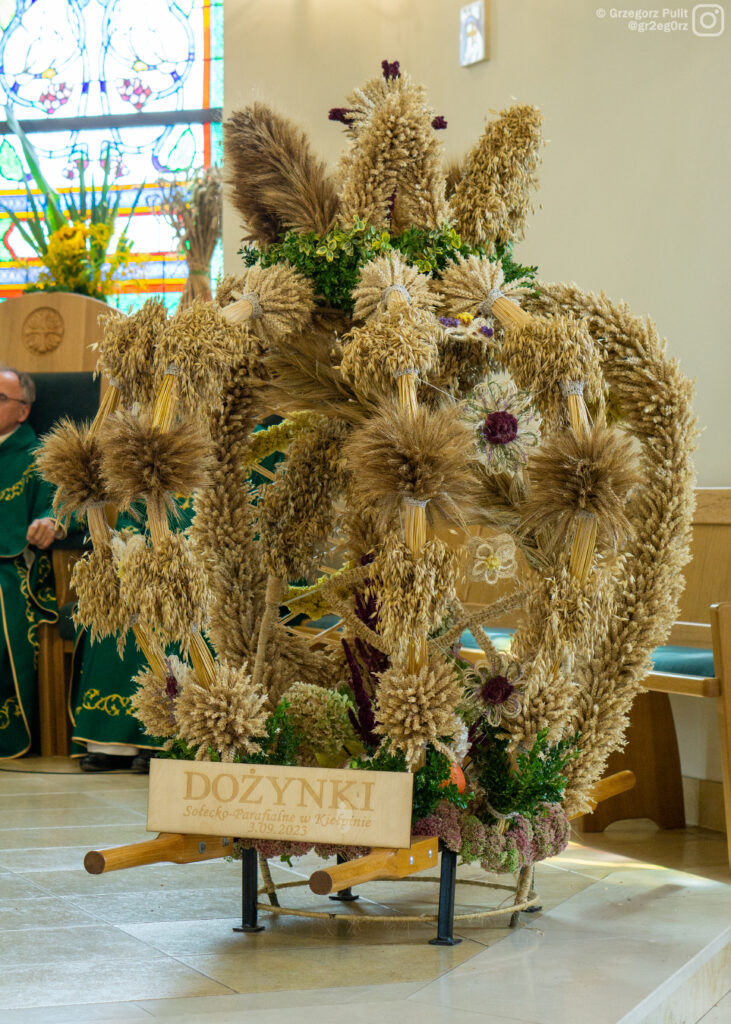 © Grzegorz Pulit
@gr2eg0rz
DOŻYNKI
Sołecko-Parafialne w Kiełpinie
3.09.2023